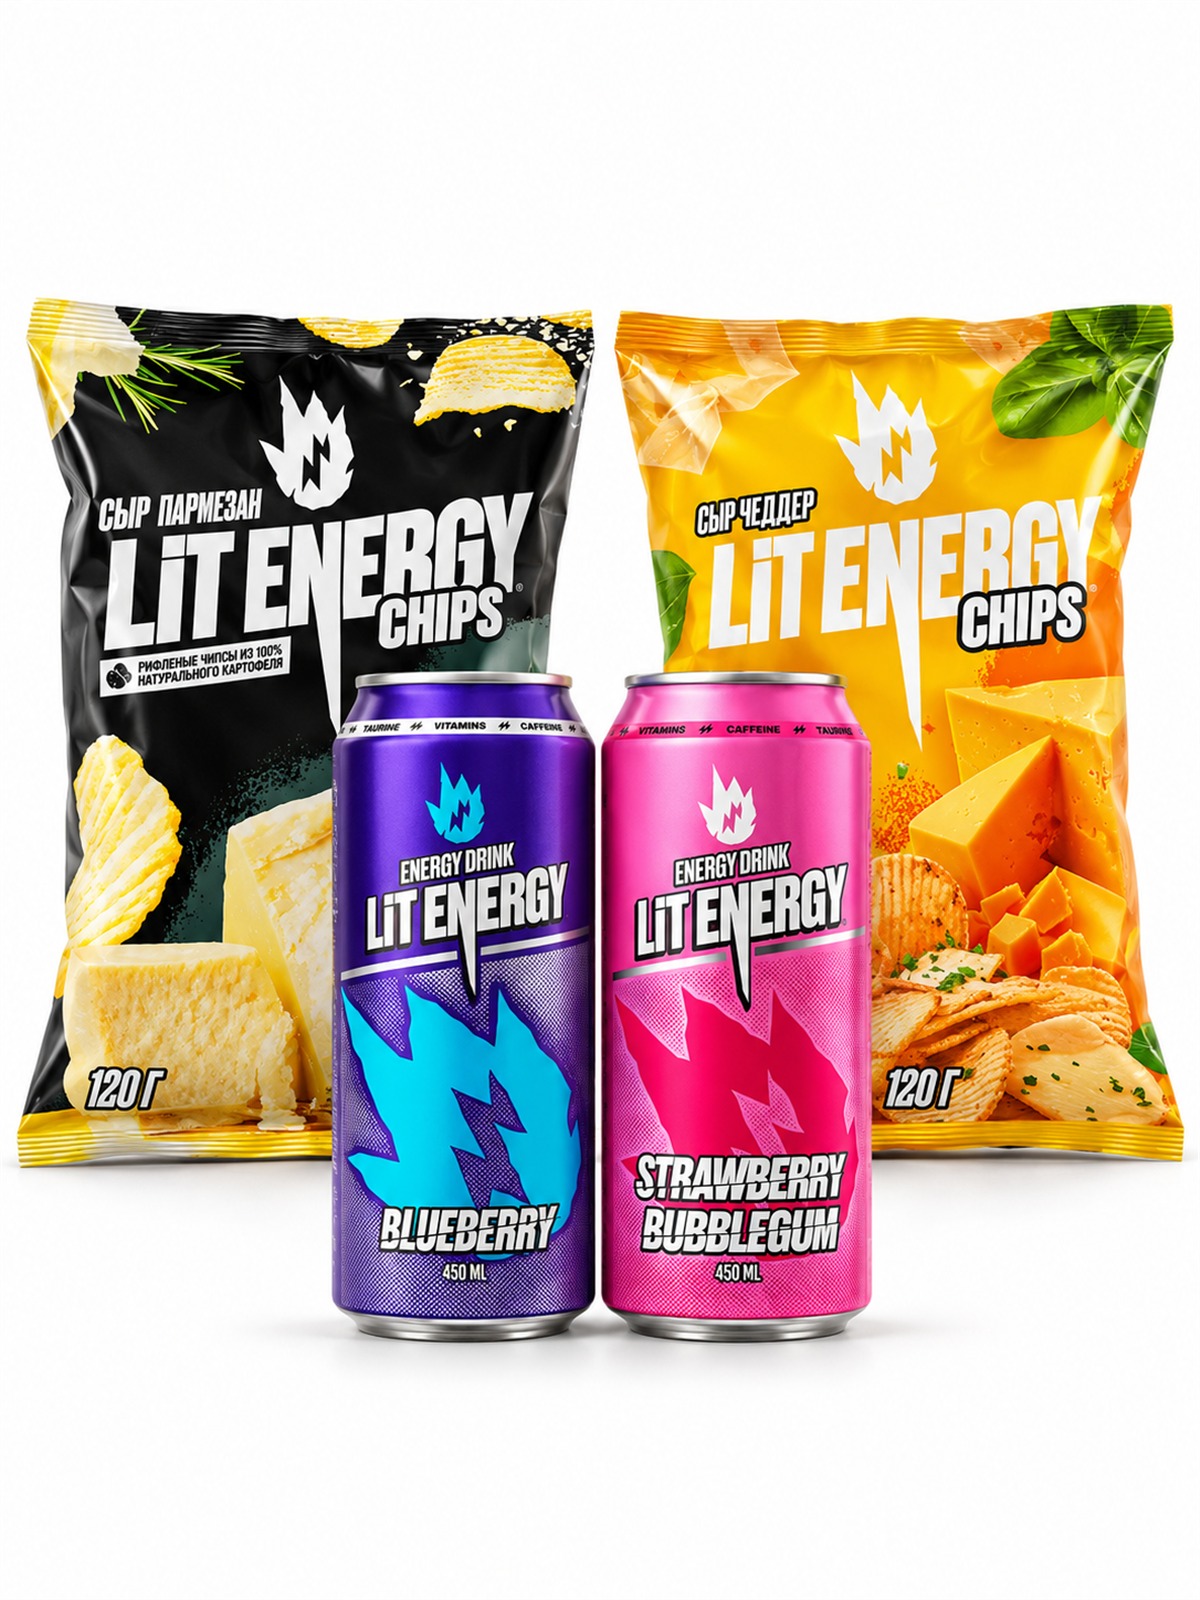 СЫР ПАРМЕЗАН
LiT ENERGY
CHIPS
®
РИФЛЕНЫЕ ЧИПСЫ ИЗ 100%
НАТУРАЛЬНОГО КАРТОФЕЛЯ
120 Г
СЫР ЧЕДДЕР
LiT ENERGY
CHIPS
120 Г
TAURINE VITAMINS CAFFEINE
ENERGY DRINK
LiT ENERGY
BLUEBERRY
450 ML
VITAMINS CAFFEINE TAURINE
ENERGY DRINK
LiT ENERGY
STRAWBERRY
BUBBLEGUM
450 ML